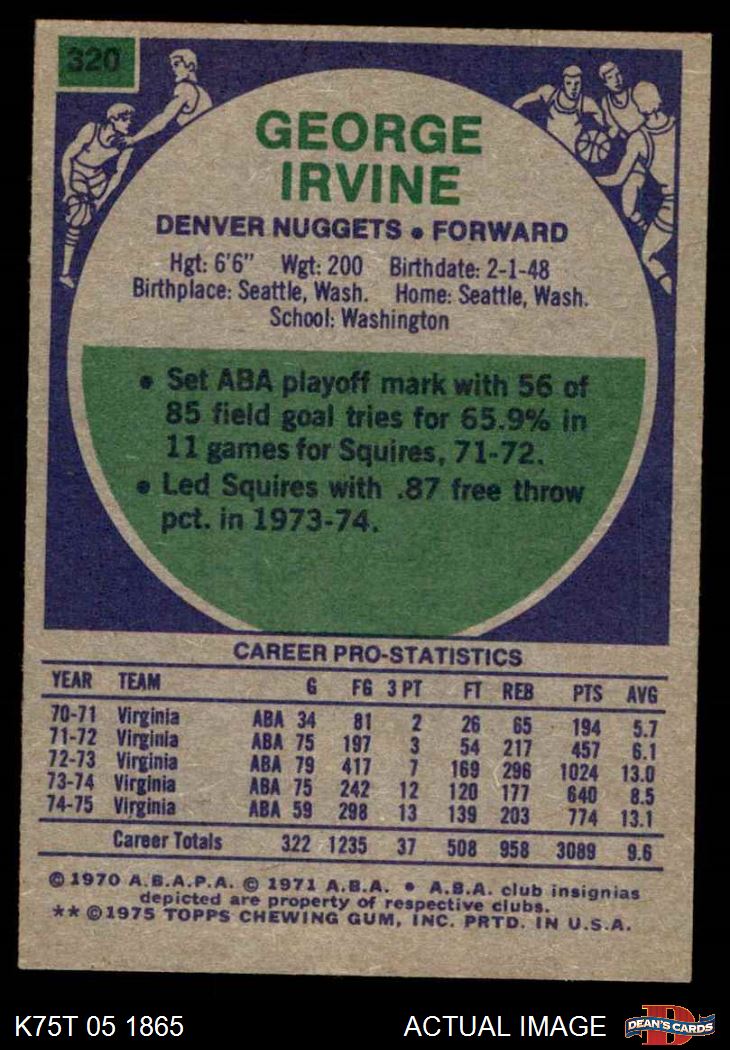 320
GEORGE
IRVINE
DENVER NUGGETS • FORWARD
Hgt: 6'6" Wgt: 200 Birthdate: 2-1-48
Birthplace: Seattle, Wash. Home: Seattle, Wash.
School: Washington
• Set ABA playoff mark with 56 of
85 field goal tries for 65.9% in
11 games for Squires, 71-72.
• Led Squires with .87 free throw
pct. in 1973-74.
CAREER PRO-STATISTICS
YEAR TEAM G FG 3 PT FT REB PTS AVG
70-71 Virginia ABA 34 81 2 26 65 194 5.7
71-72 Virginia ABA 75 197 3 54 217 457 6.1
72-73 Virginia ABA 79 417 7 169 296 1024 13.0
73-74 Virginia ABA 75 242 12 120 177 640 8.5
74-75 Virginia ABA 59 298 13 139 203 774 13.1
Career Totals 322 1235 37 508 958 3089 9.6
© 1970 A.B.A.P.A. © 1971 A.B.A. • A.B.A. club insignias
depicted are property of respective clubs.
** © 1975 TOPPS CHEWING GUM, INC. PRTD. IN U.S.A.
K75T 05 1865 ACTUAL IMAGE D DEAN'S CARDS